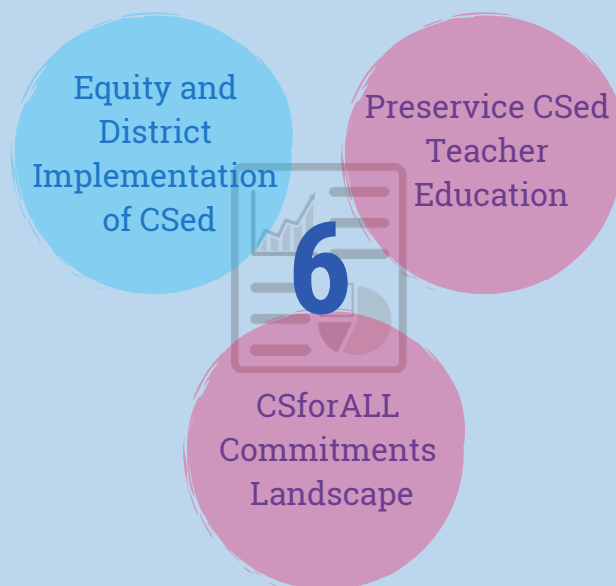 Equity and
District
Implementation
of CSed
Preservice CSed
Teacher
Education
6
CSforALL
Commitments
Landscape